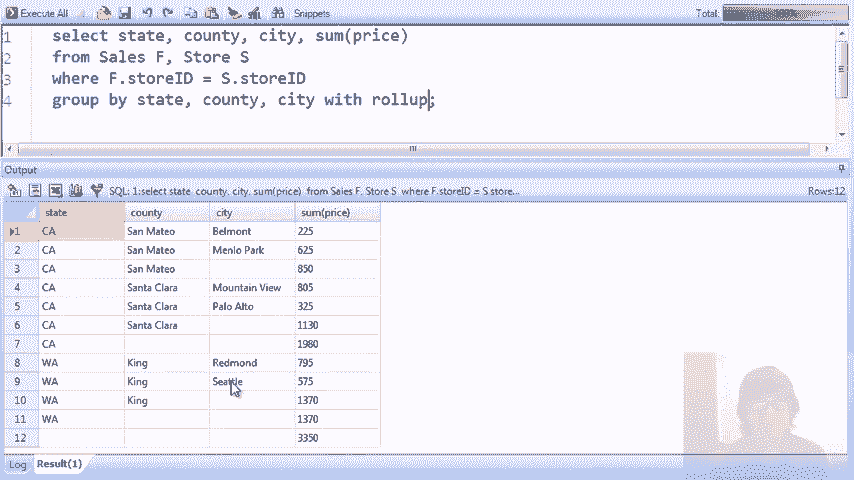 Execute All Snippets Total: 100%
1 select state, county, city, sum(price)
2 from Sales F, Store S
3 where F.storeID = S.storeID
4 group by state, county, city with rollup;
Output
SQL: 1:select state, county, city, sum(price) from Sales F, Store S where F.storeID = S.store... Rows:12
state county city sum(price)
1 CA San Mateo Belmont 225
2 CA San Mateo Menlo Park 625
3 CA San Mateo 850
4 CA Santa Clara Mountain View 805
5 CA Santa Clara Palo Alto 325
6 CA Santa Clara 1130
7 CA 1980
8 WA King Redmond 795
9 WA King Seattle 575
10 WA King 1370
11 WA 1370
12 3350
Log Result(1)